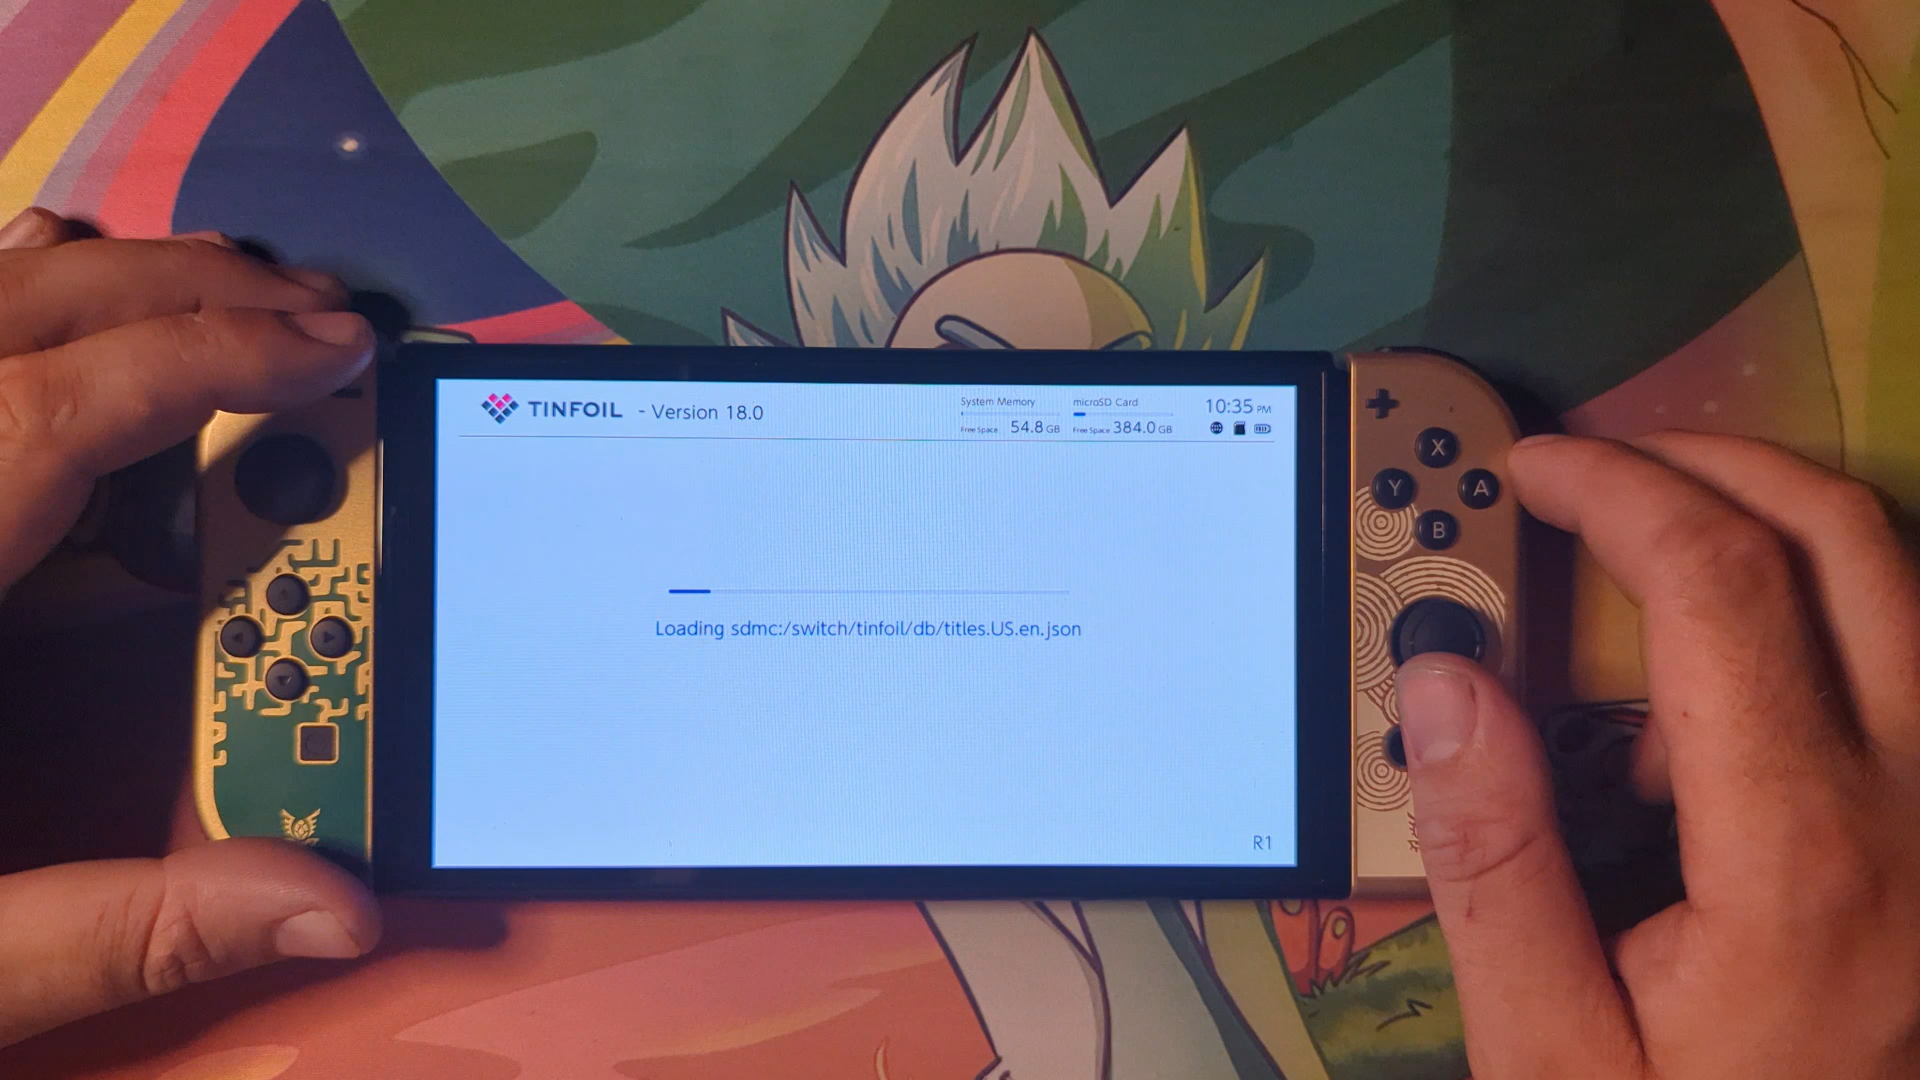 TINFOIL - Version 18.0
System Memory
Free Space 54.8 GB
microSD Card
Free Space 384.0 GB
10:35 PM
Loading sdmc:/switch/tinfoil/db/titles.US.en.json
R1
X
Y
A
B